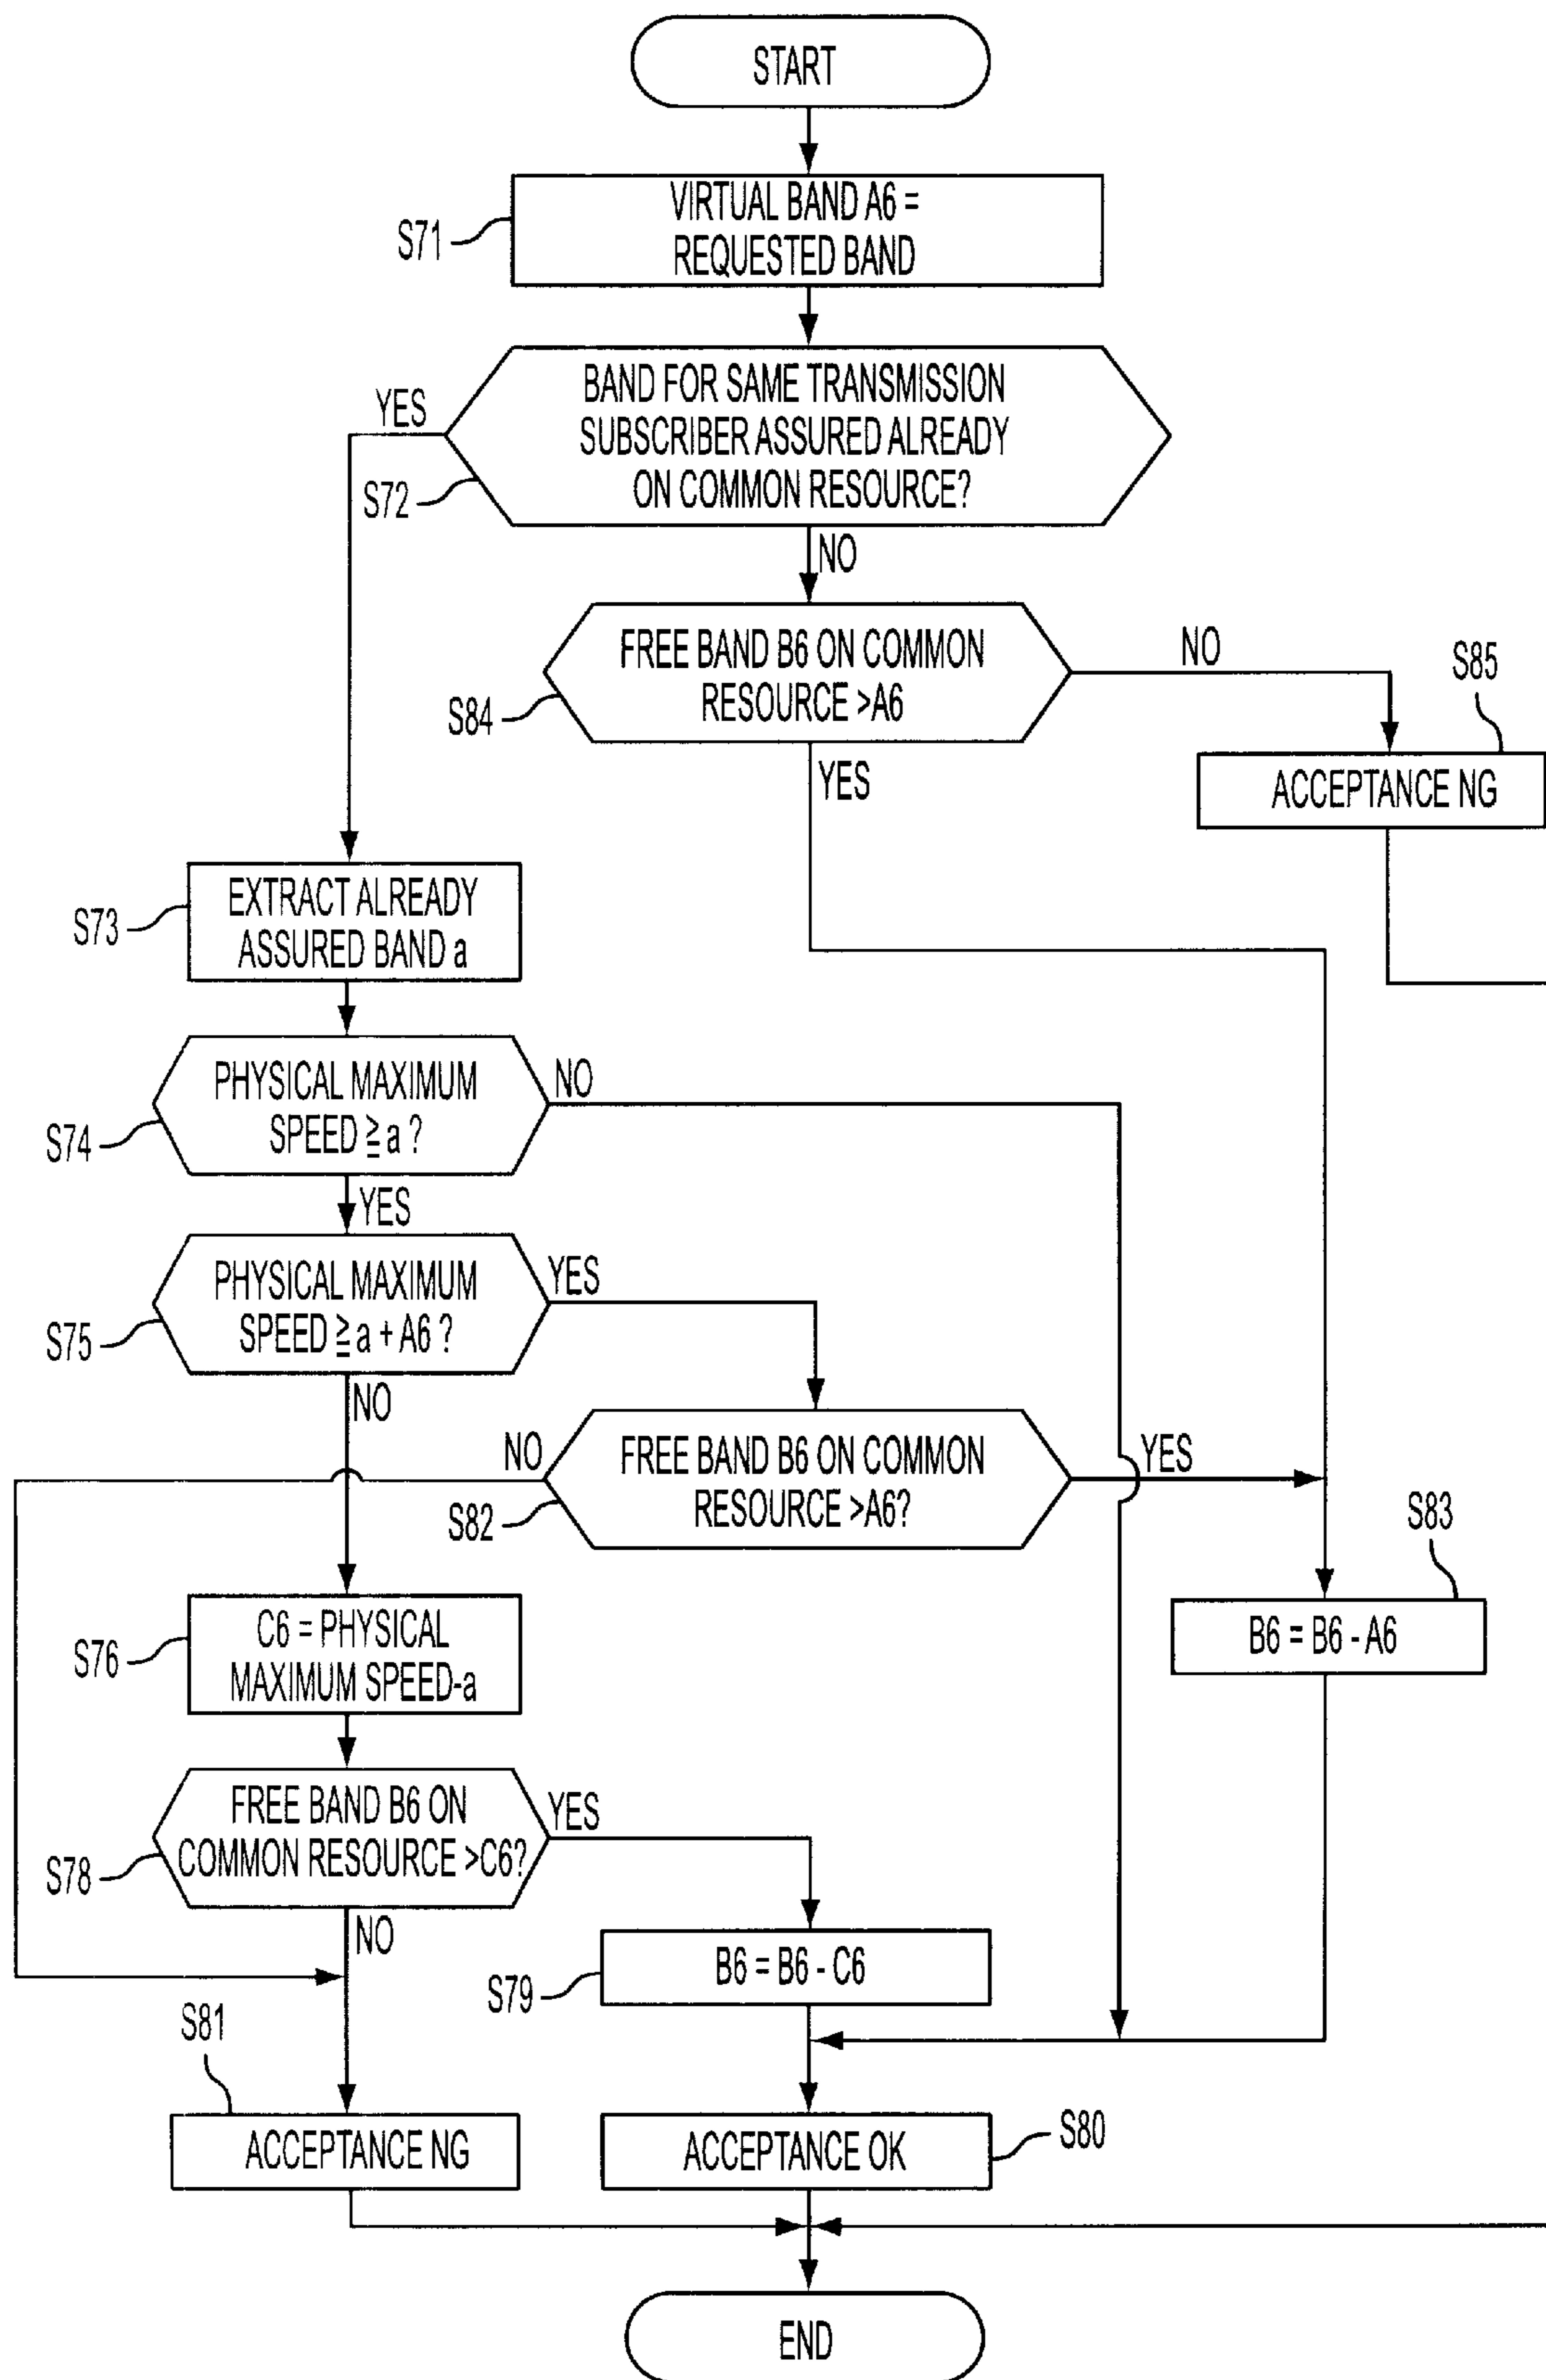 START
S71
VIRTUAL BAND A6 =
REQUESTED BAND
YES
S72
BAND FOR SAME TRANSMISSION
SUBSCRIBER ASSURED ALREADY
ON COMMON RESOURCE?
NO
S84
FREE BAND B6 ON COMMON
RESOURCE >A6
NO
S85
YES
ACCEPTANCE NG
S73
EXTRACT ALREADY
ASSURED BAND a
S74
PHYSICAL MAXIMUM
SPEED ≧ a ?
NO
YES
S75
PHYSICAL MAXIMUM
SPEED ≧ a + A6 ?
YES
NO
NO
S82
FREE BAND B6 ON COMMON
RESOURCE >A6?
YES
S83
S76
C6 = PHYSICAL
MAXIMUM SPEED-a
B6 = B6 - A6
S78
FREE BAND B6 ON
COMMON RESOURCE >C6?
YES
NO
S79
B6 = B6 - C6
S81
ACCEPTANCE NG
ACCEPTANCE OK
S80
END